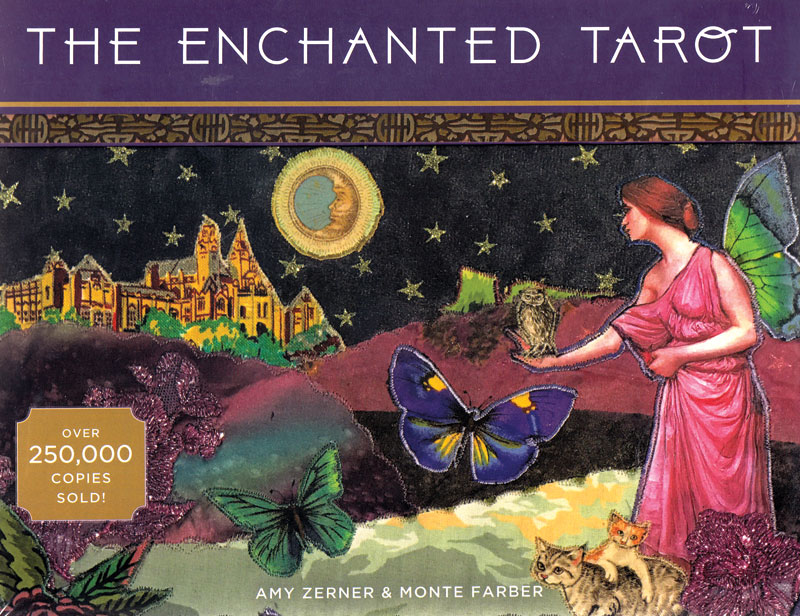 THE ENCHANTED TAROT
OVER
250,000
COPIES
SOLD!
AMY ZERNER & MONTE FARBER